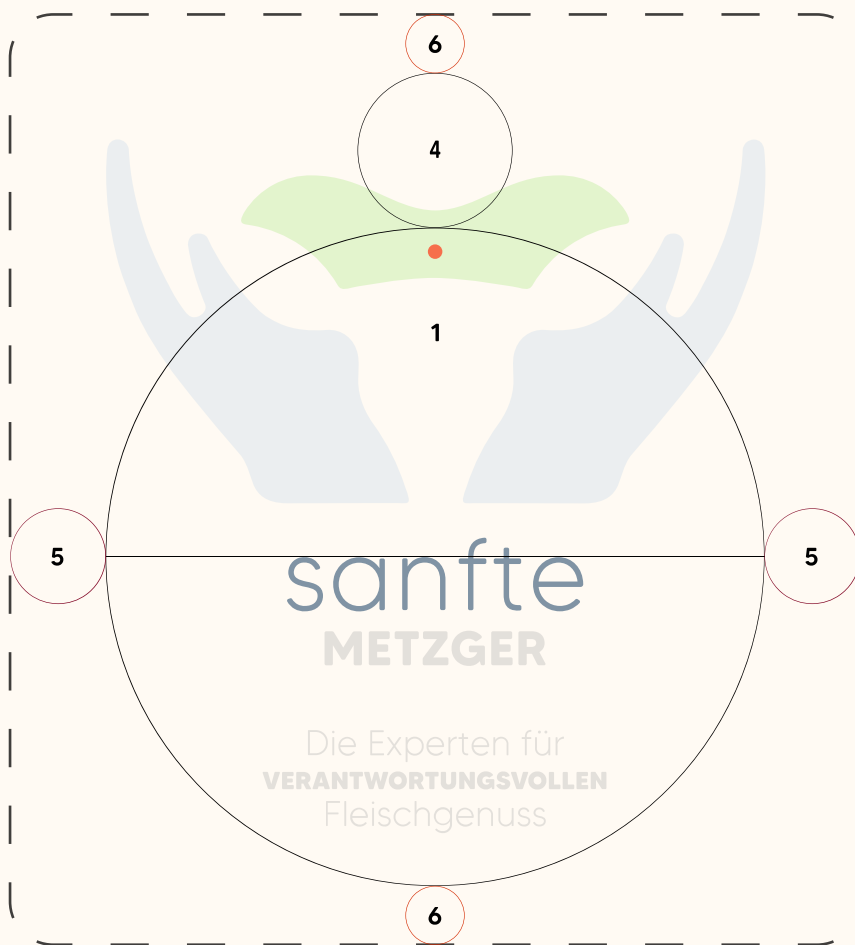 6
4
1
5
5
sanfte
METZGER
Die Experten für
VERANTWORTUNGSVOLLEN
Fleischgenuss
6